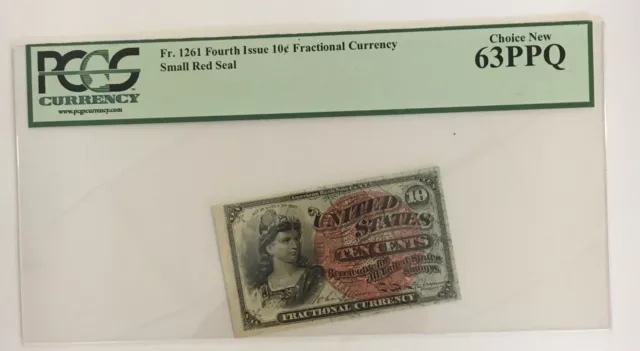 Fr. 1261 Fourth Issue 10¢ Fractional Currency
Small Red Seal
Choice New
63PPQ
PCGS
CURRENCY
www.pcgscurrency.com
10
UNITED
STATES
TEN CENTS
FRACTIONAL CURRENCY